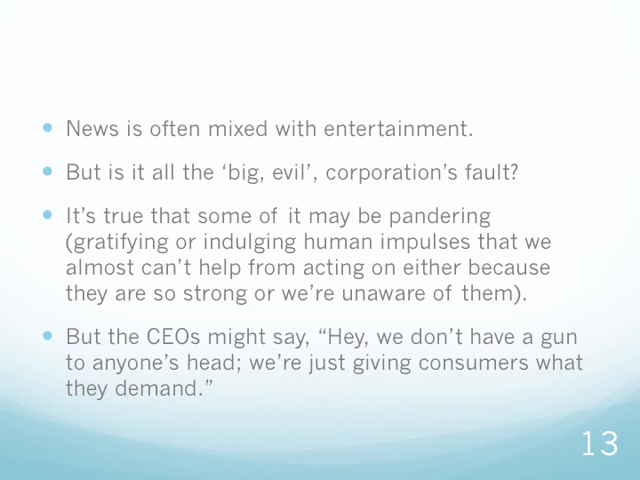 News is often mixed with entertainment.
But is it all the ‘big, evil’, corporation’s fault?
It’s true that some of it may be pandering
(gratifying or indulging human impulses that we
almost can’t help from acting on either because
they are so strong or we’re unaware of them).
But the CEOs might say, “Hey, we don’t have a gun
to anyone’s head; we’re just giving consumers what
they demand.”
13